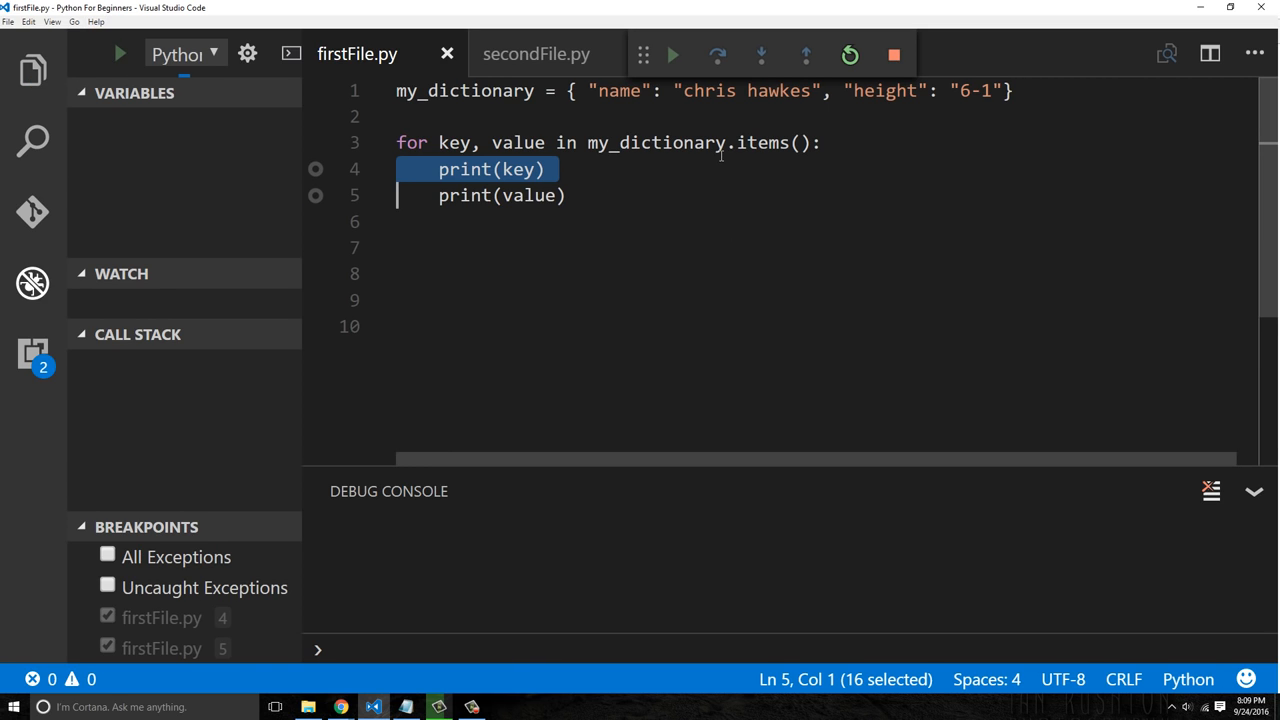 firstFile.py - Python For Beginners - Visual Studio Code
File Edit View Go Help
Python
firstFile.py
secondFile.py
VARIABLES
WATCH
CALL STACK
BREAKPOINTS
All Exceptions
Uncaught Exceptions
firstFile.py 4
firstFile.py 5
2
1 my_dictionary = { "name": "chris hawkes", "height": "6-1"}
2
3 for key, value in my_dictionary.items():
4 print(key)
5 print(value)
6
7
8
9
10
DEBUG CONSOLE
0 0
Ln 5, Col 1 (16 selected)
Spaces: 4
UTF-8
CRLF
Python
I'm Cortana. Ask me anything.
8:09 PM
9/24/2016